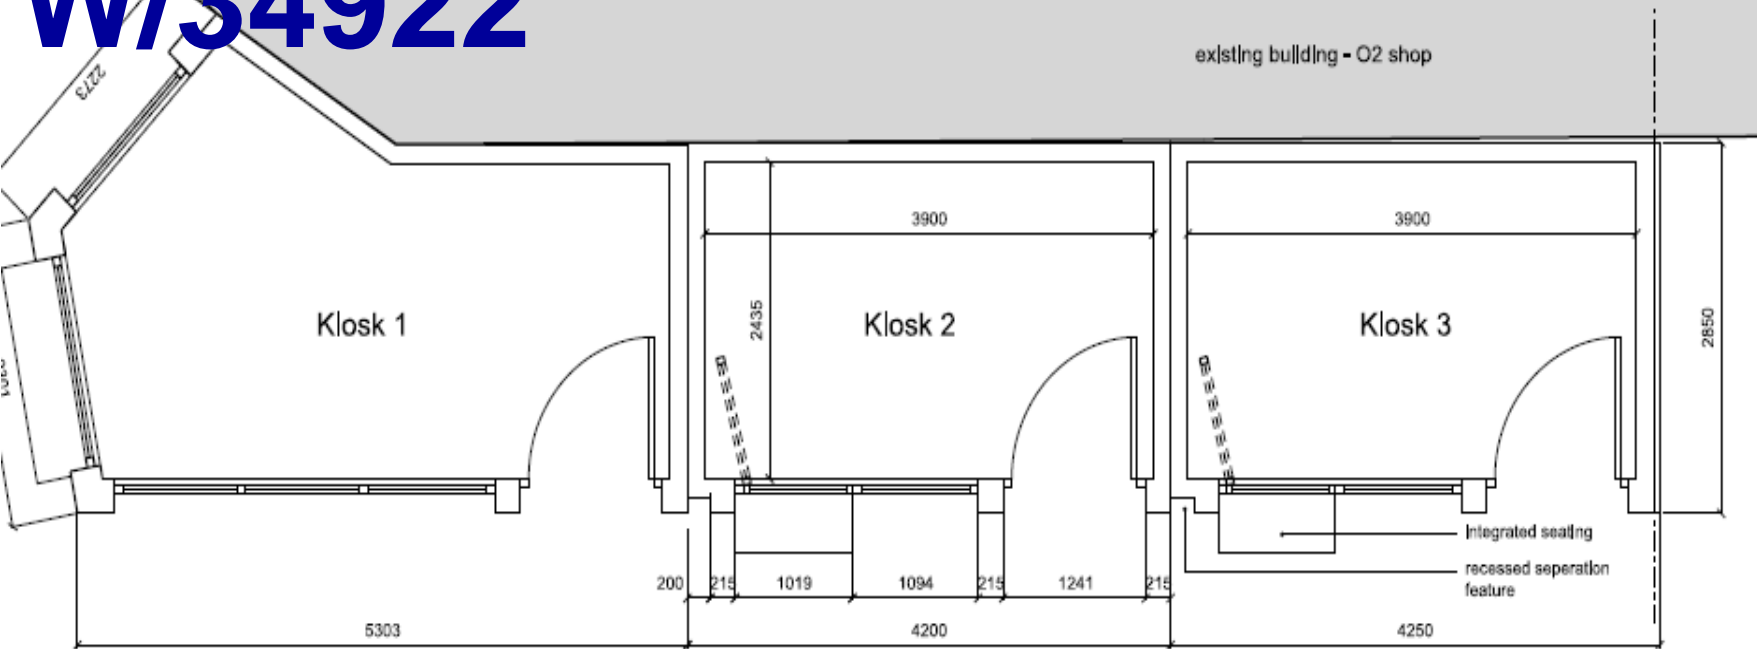 W/34922
existing building - O2 shop
2273
3900
3900
2435
2850
Kiosk 1
Kiosk 2
Kiosk 3
integrated seating
recessed seperation
feature
200
215
1019
1094
215
1241
215
5303
4200
4250